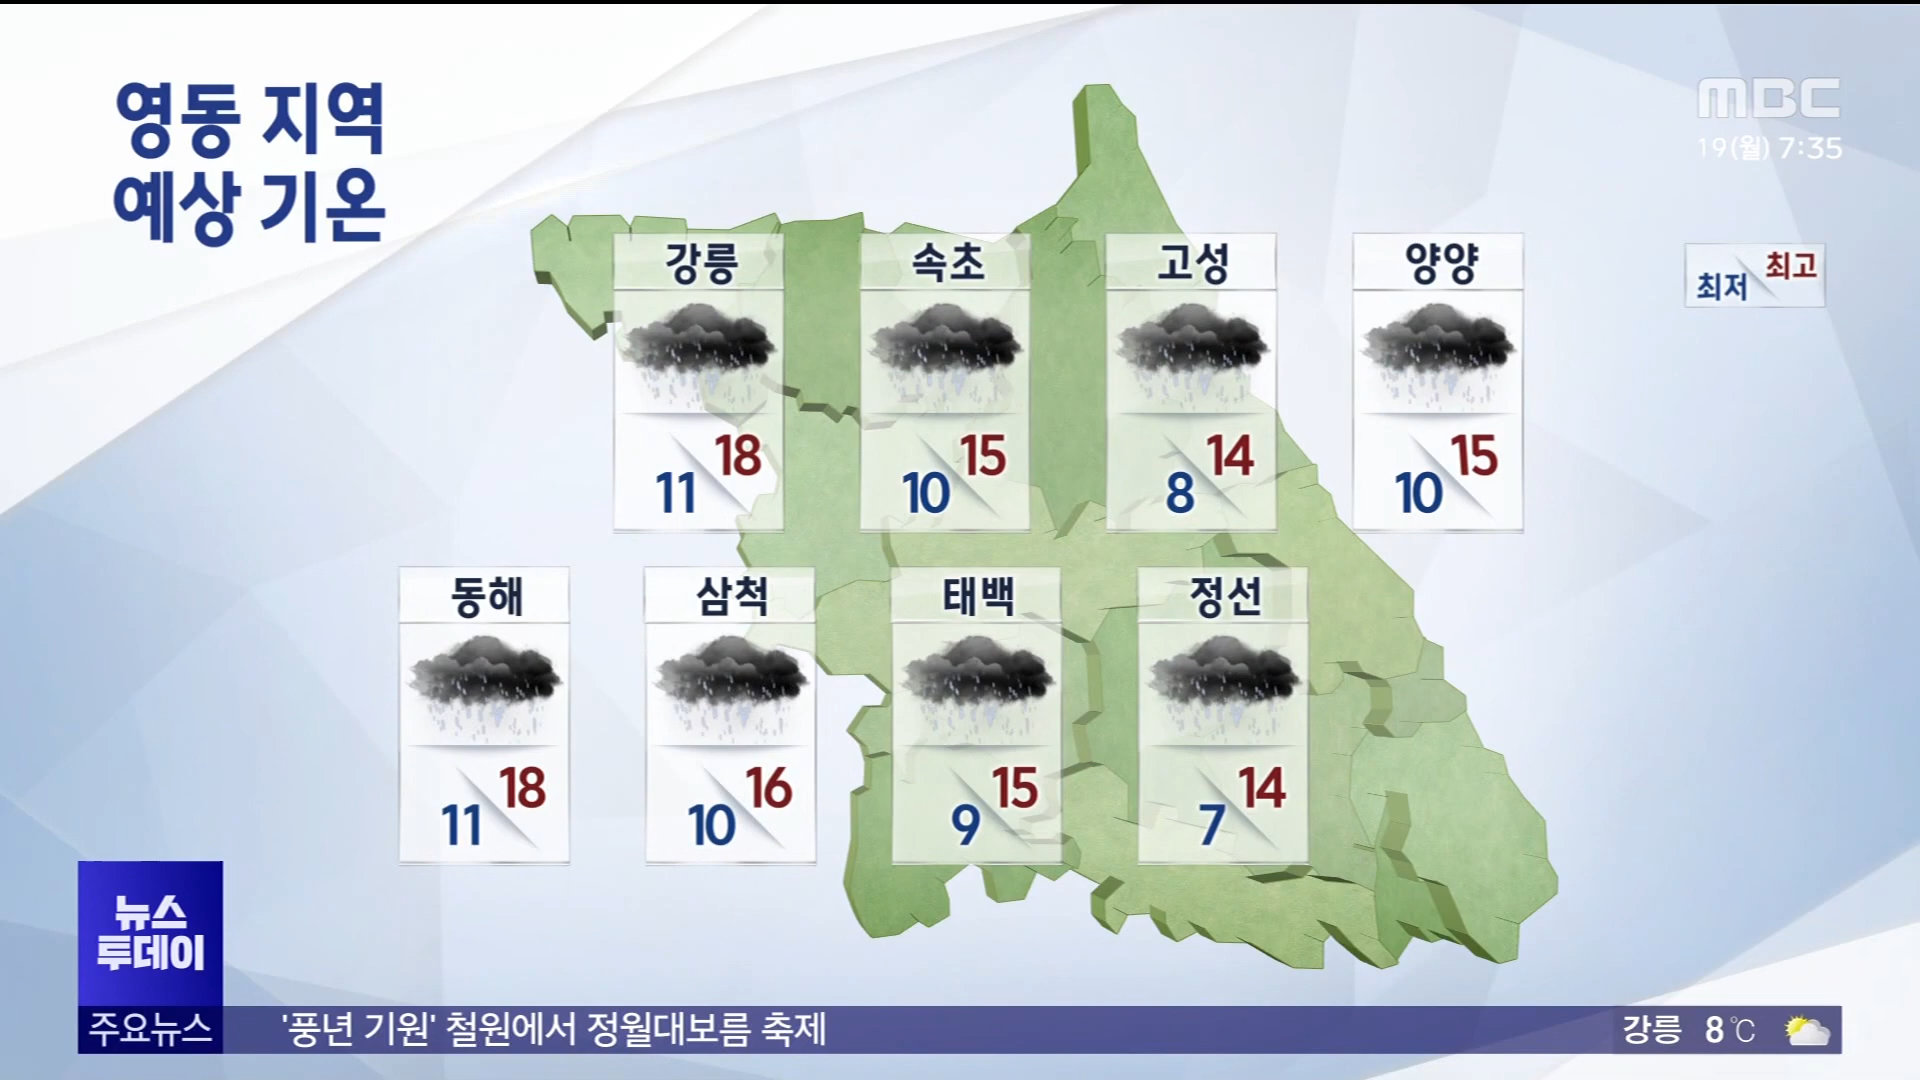 영동 지역
예상 기온
MBC
19(월) 7:35
최저 최고
강릉 속초 고성 양양
11 18 10 15 8 14 10 15
동해 삼척 태백 정선
11 18 10 16 9 15 7 14
뉴스
투데이
주요뉴스 '풍년 기원' 철원에서 정월대보름 축제 강릉 8℃